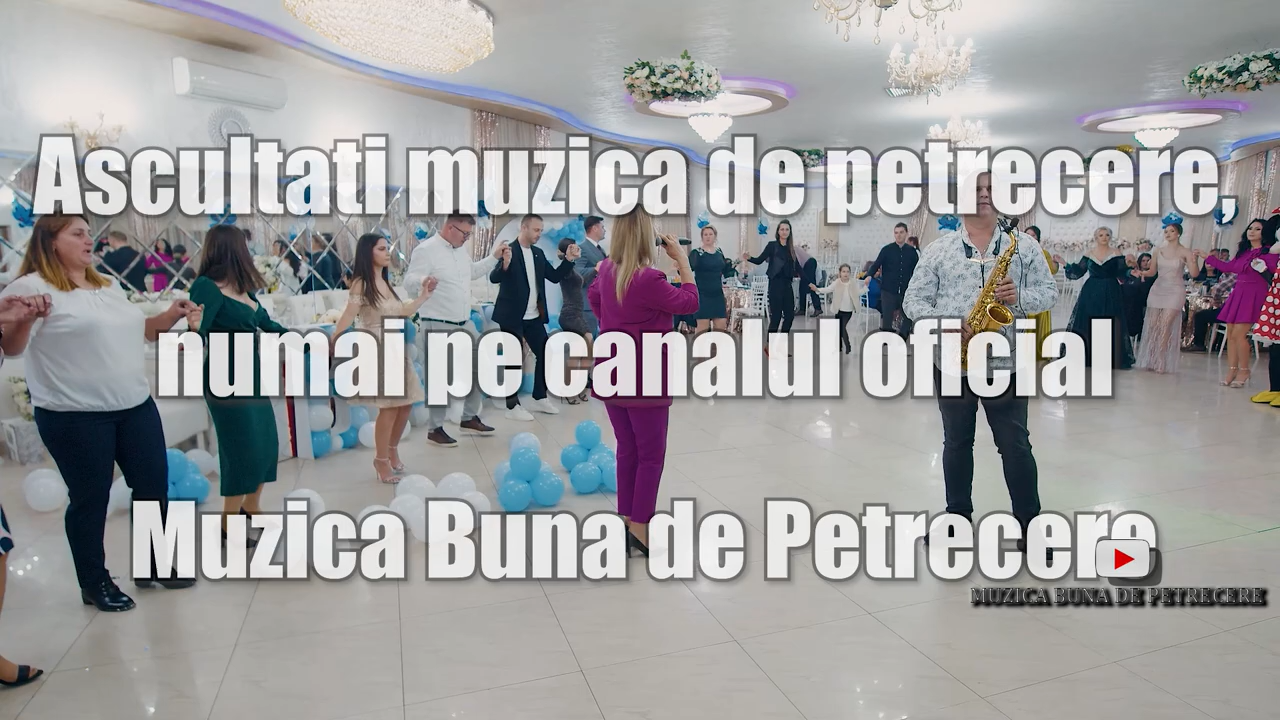 Ascultati muzica de petrecere,
numai pe canalul oficial
Muzica Buna de Petrecere
MUZICA BUNA DE PETRECERE